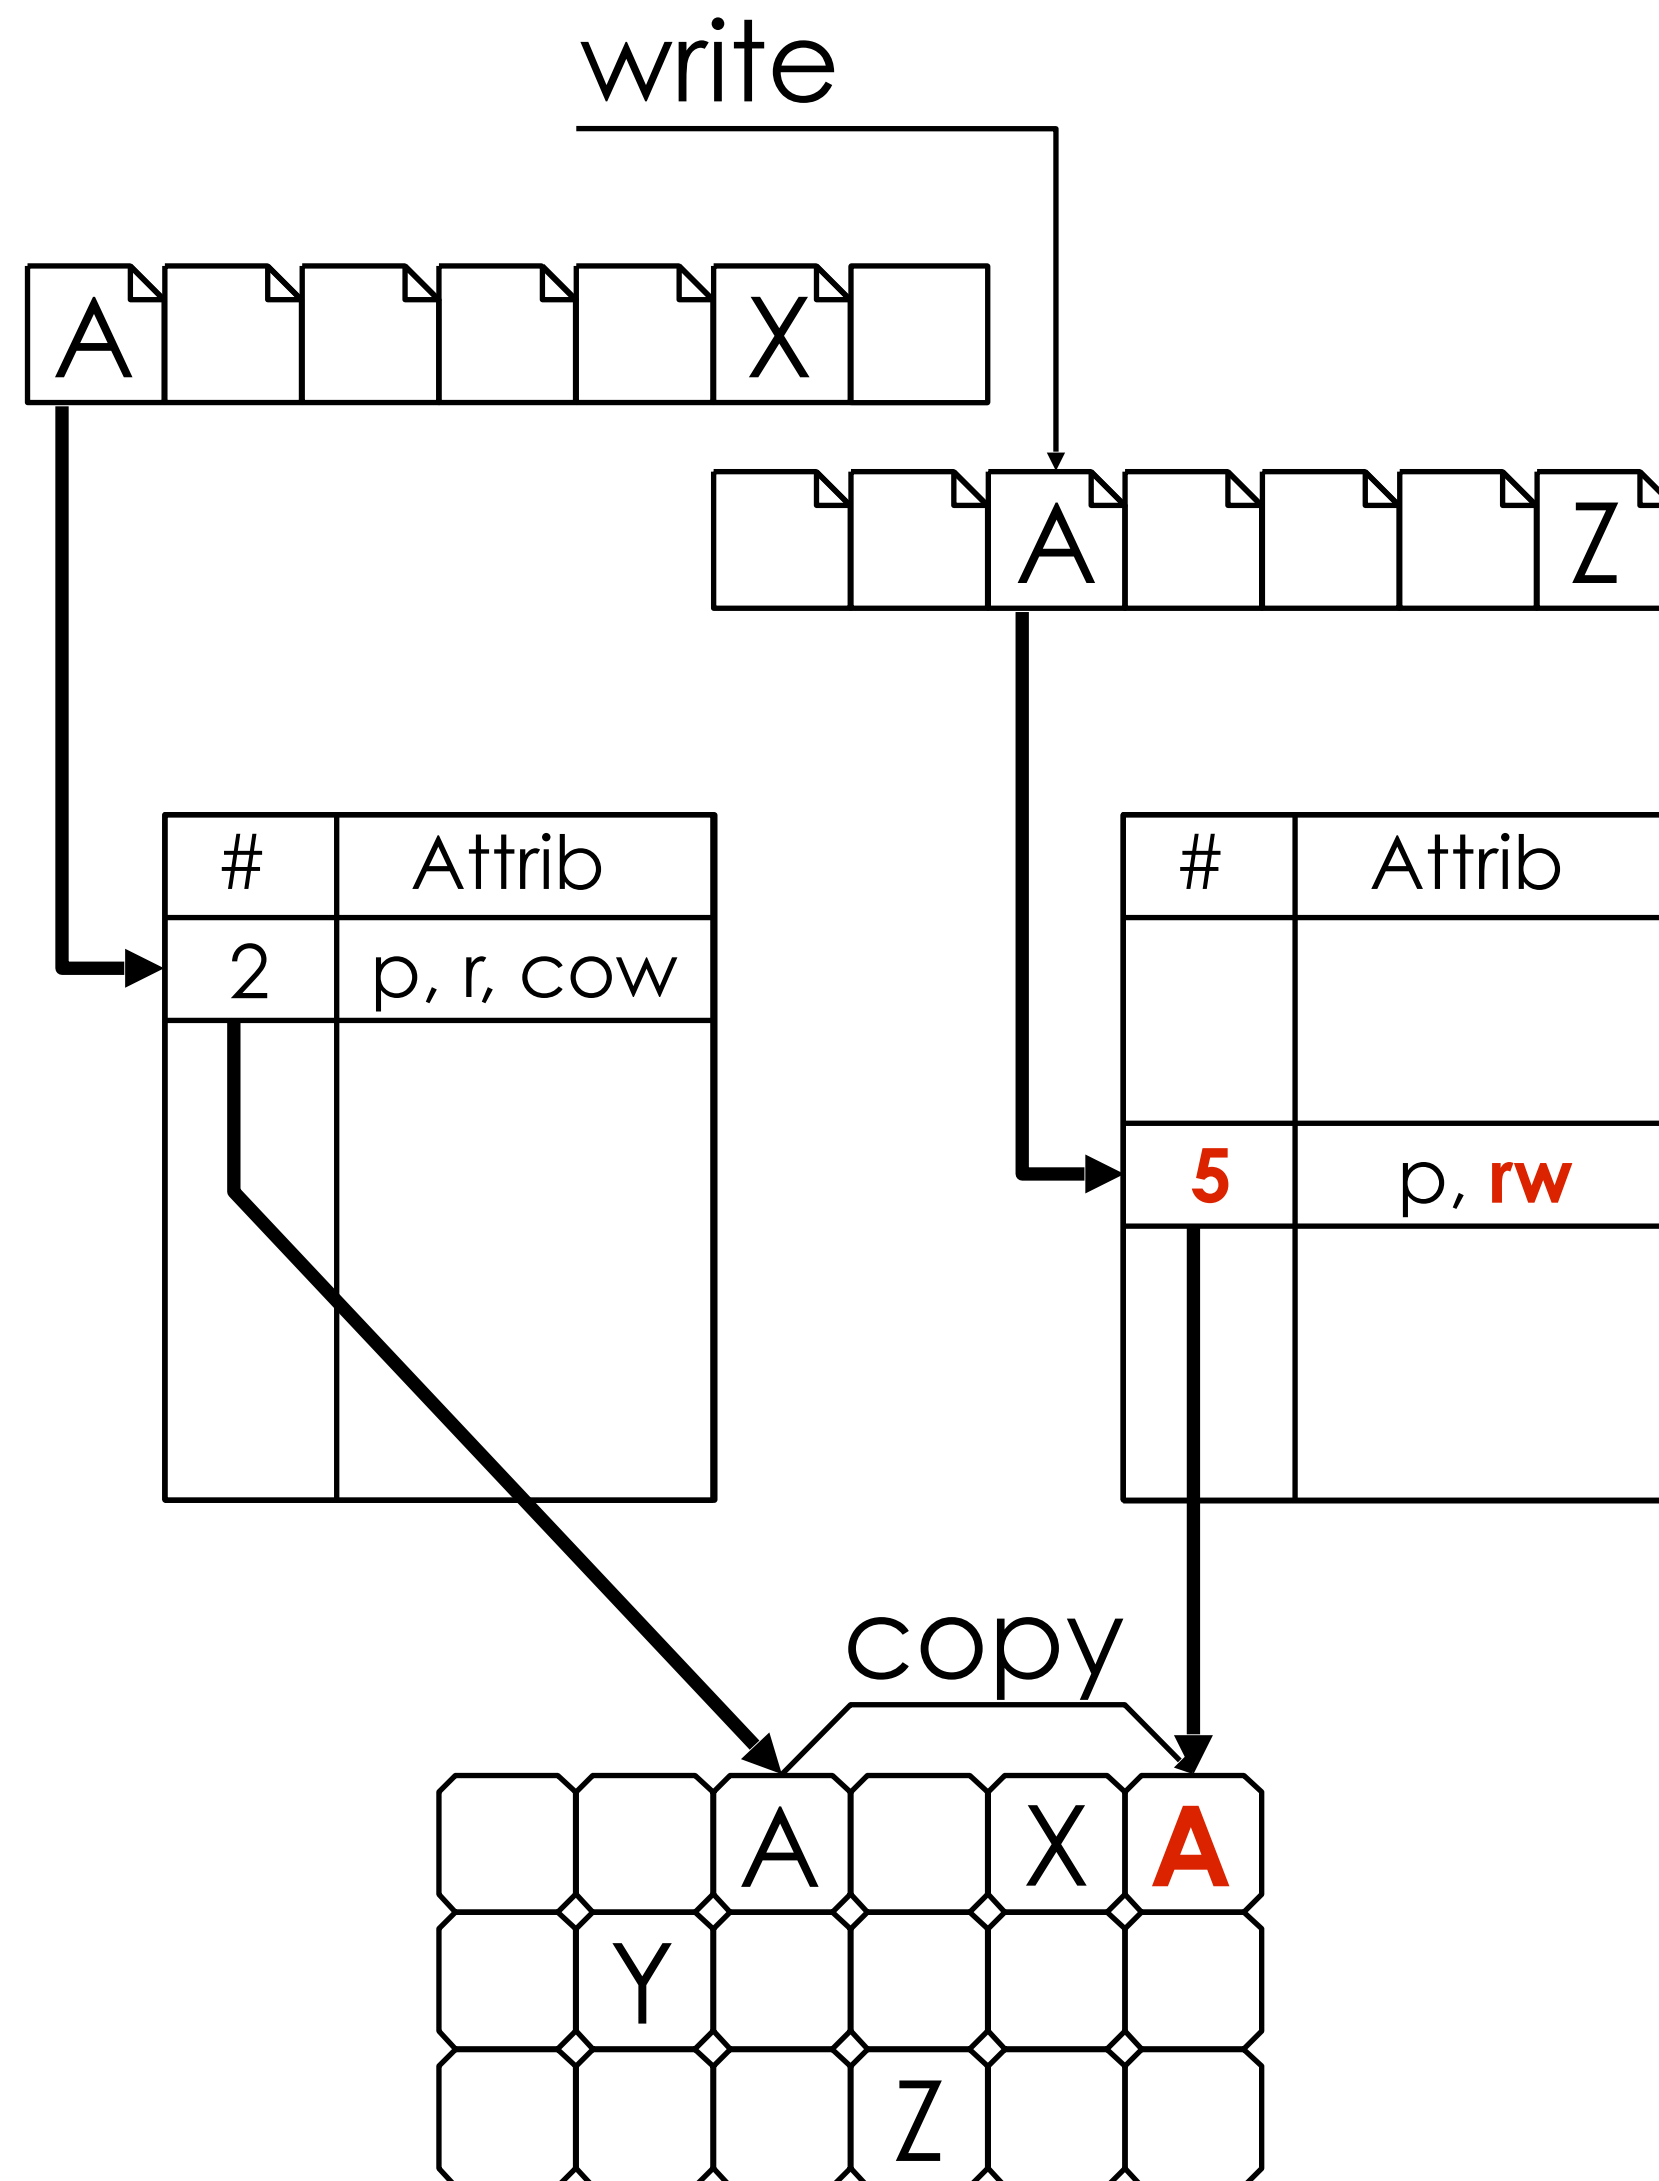 write
A X
A Z
# Attrib # Attrib
2 p, r, cow
5 p, rw
copy
A X A
Y
Z